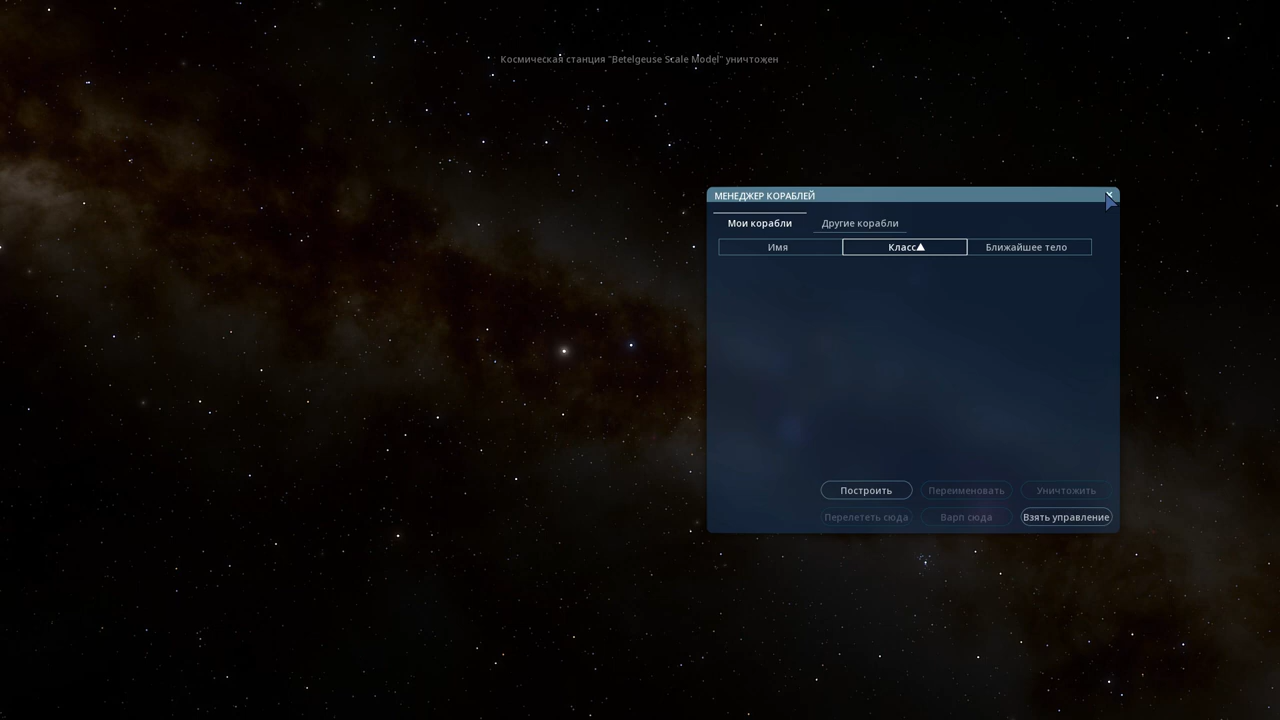 Космическая станция "Betelgeuse Scale Model" уничтожен
МЕНЕДЖЕР КОРАБЛЕЙ
Мои корабли Другие корабли
Имя Класс▲ Ближайшее тело
Построить Переименовать Уничтожить
Перелететь сюда Варп сюда Взять управление